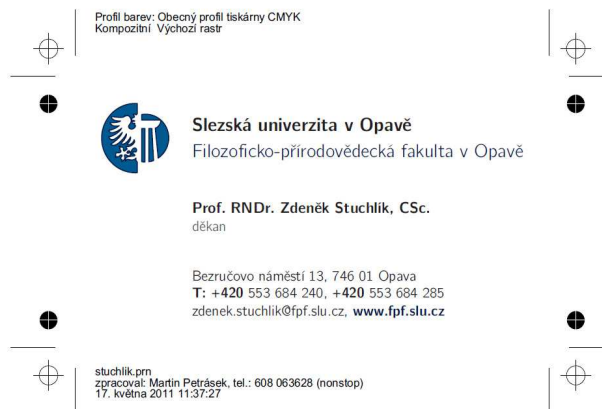 Profil barev: Obecný profil tiskárny CMYK
Kompozitní  Výchozí rastr
Slezská univerzita v Opavě
Filozoficko-přírodovědecká fakulta v Opavě
Prof. RNDr. Zdeněk Stuchlík, CSc.
děkan
Bezručovo náměstí 13, 746 01 Opava
T: +420 553 684 240, +420 553 684 285
zdenek.stuchlik@fpf.slu.cz, www.fpf.slu.cz
stuchlik.prn
zpracoval: Martin Petrásek, tel.: 608 063628 (nonstop)
17. května 2011 11:37:27